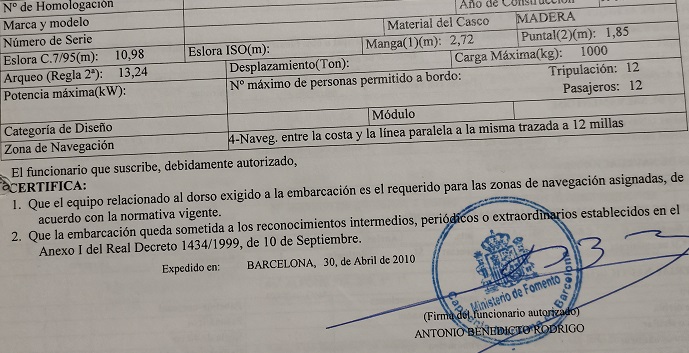 Nº de Homologación
Año de Construcción
Marca y modelo
Material del Casco MADERA
Número de Serie
Manga(1)(m): 2,72 Puntal(2)(m): 1,85
Eslora C.7/95(m): 10,98 Eslora ISO(m):
Carga Máxima(kg): 1000
Arqueo (Regla 2ª): 13,24 Desplazamiento(Ton):
Potencia máxima(kW): Nº máximo de personas permitido a bordo: Tripulación: 12
Pasajeros: 12
Categoría de Diseño Módulo
Zona de Navegación 4-Naveg. entre la costa y la línea paralela a la misma trazada a 12 millas
El funcionario que suscribe, debidamente autorizado,
CERTIFICA:
1. Que el equipo relacionado al dorso exigido a la embarcación es el requerido para las zonas de navegación asignadas, de
acuerdo con la normativa vigente.
2. Que la embarcación queda sometida a los reconocimientos intermedios, periódicos o extraordinarios establecidos en el
Anexo I del Real Decreto 1434/1999, de 10 de Septiembre.
Expedido en: BARCELONA, 30, de Abril de 2010
Ministerio de Fomento
Barcelona
(Firma del funcionario autorizado)
ANTONIO BENEDICTO RODRIGO